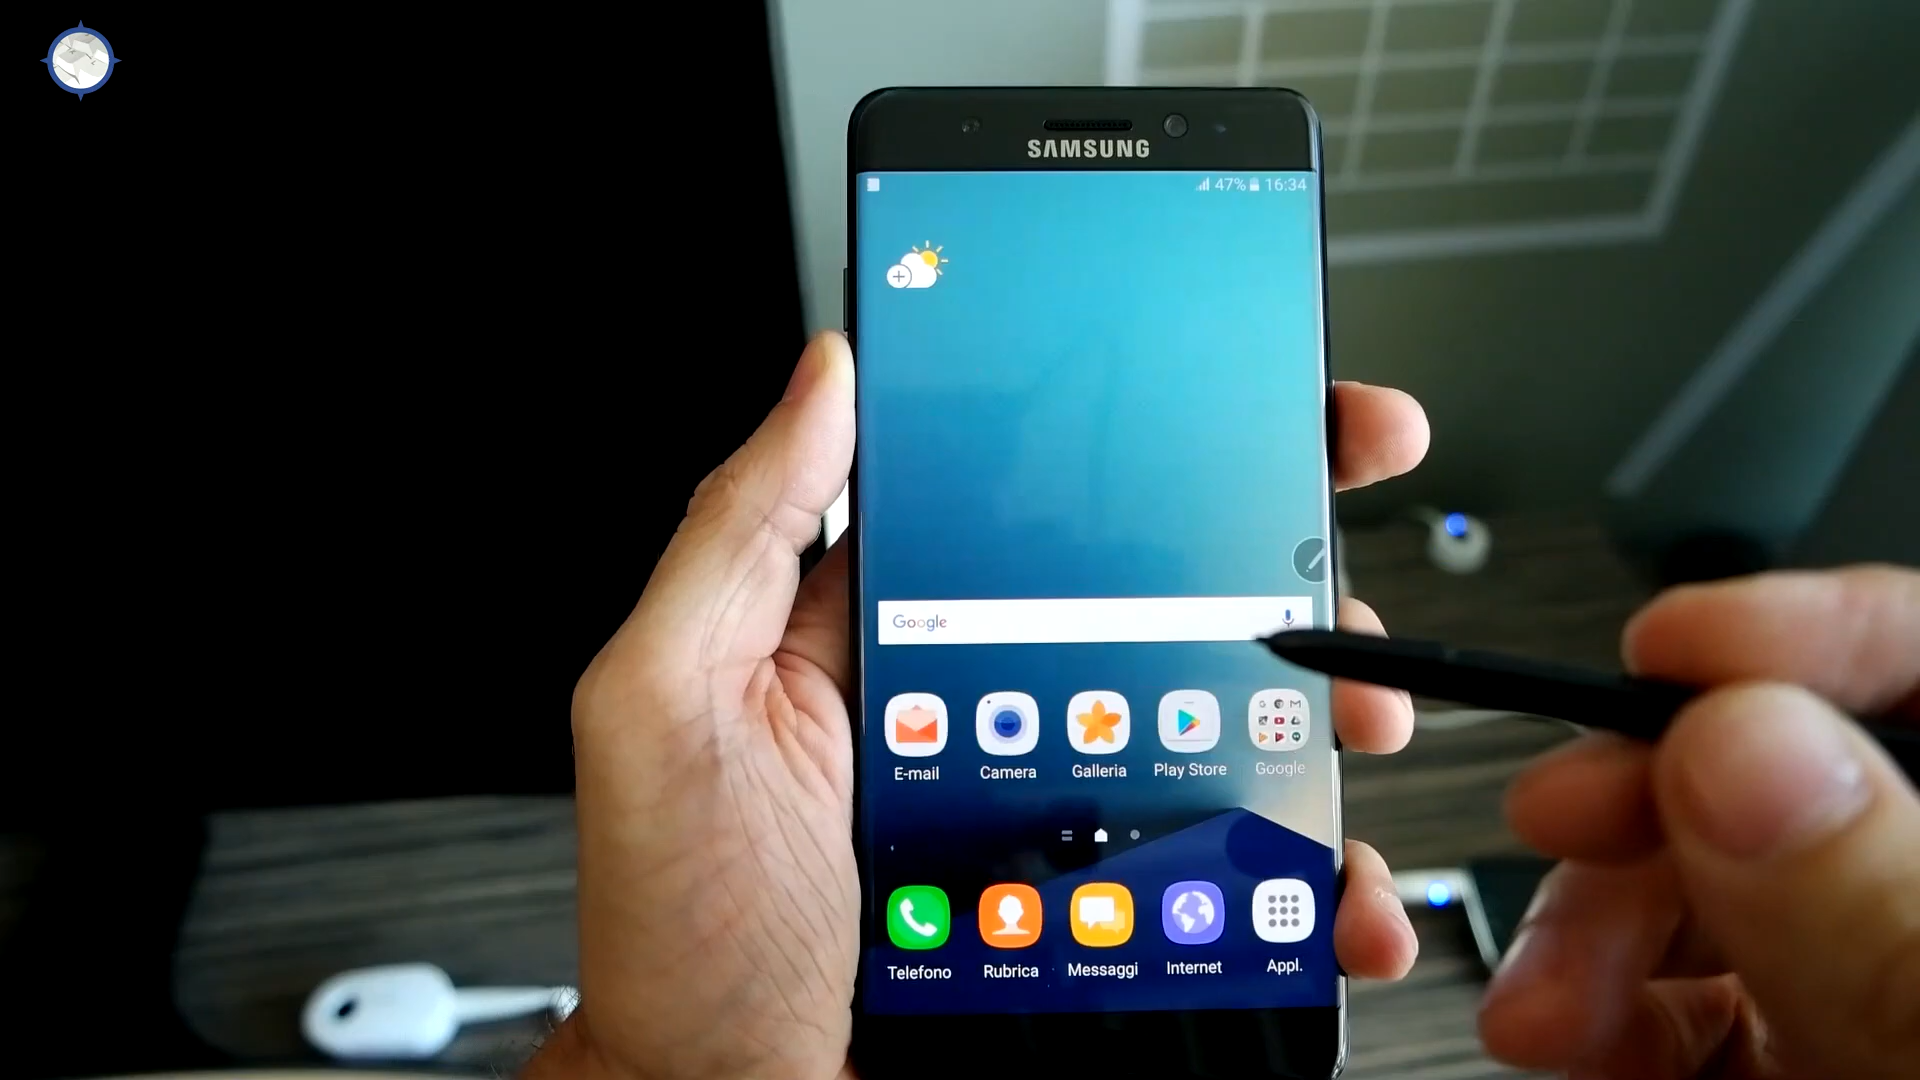 SAMSUNG
47% 16:34
Google
E-mail Camera Galleria Play Store Google
Telefono Rubrica Messaggi Internet Appl.